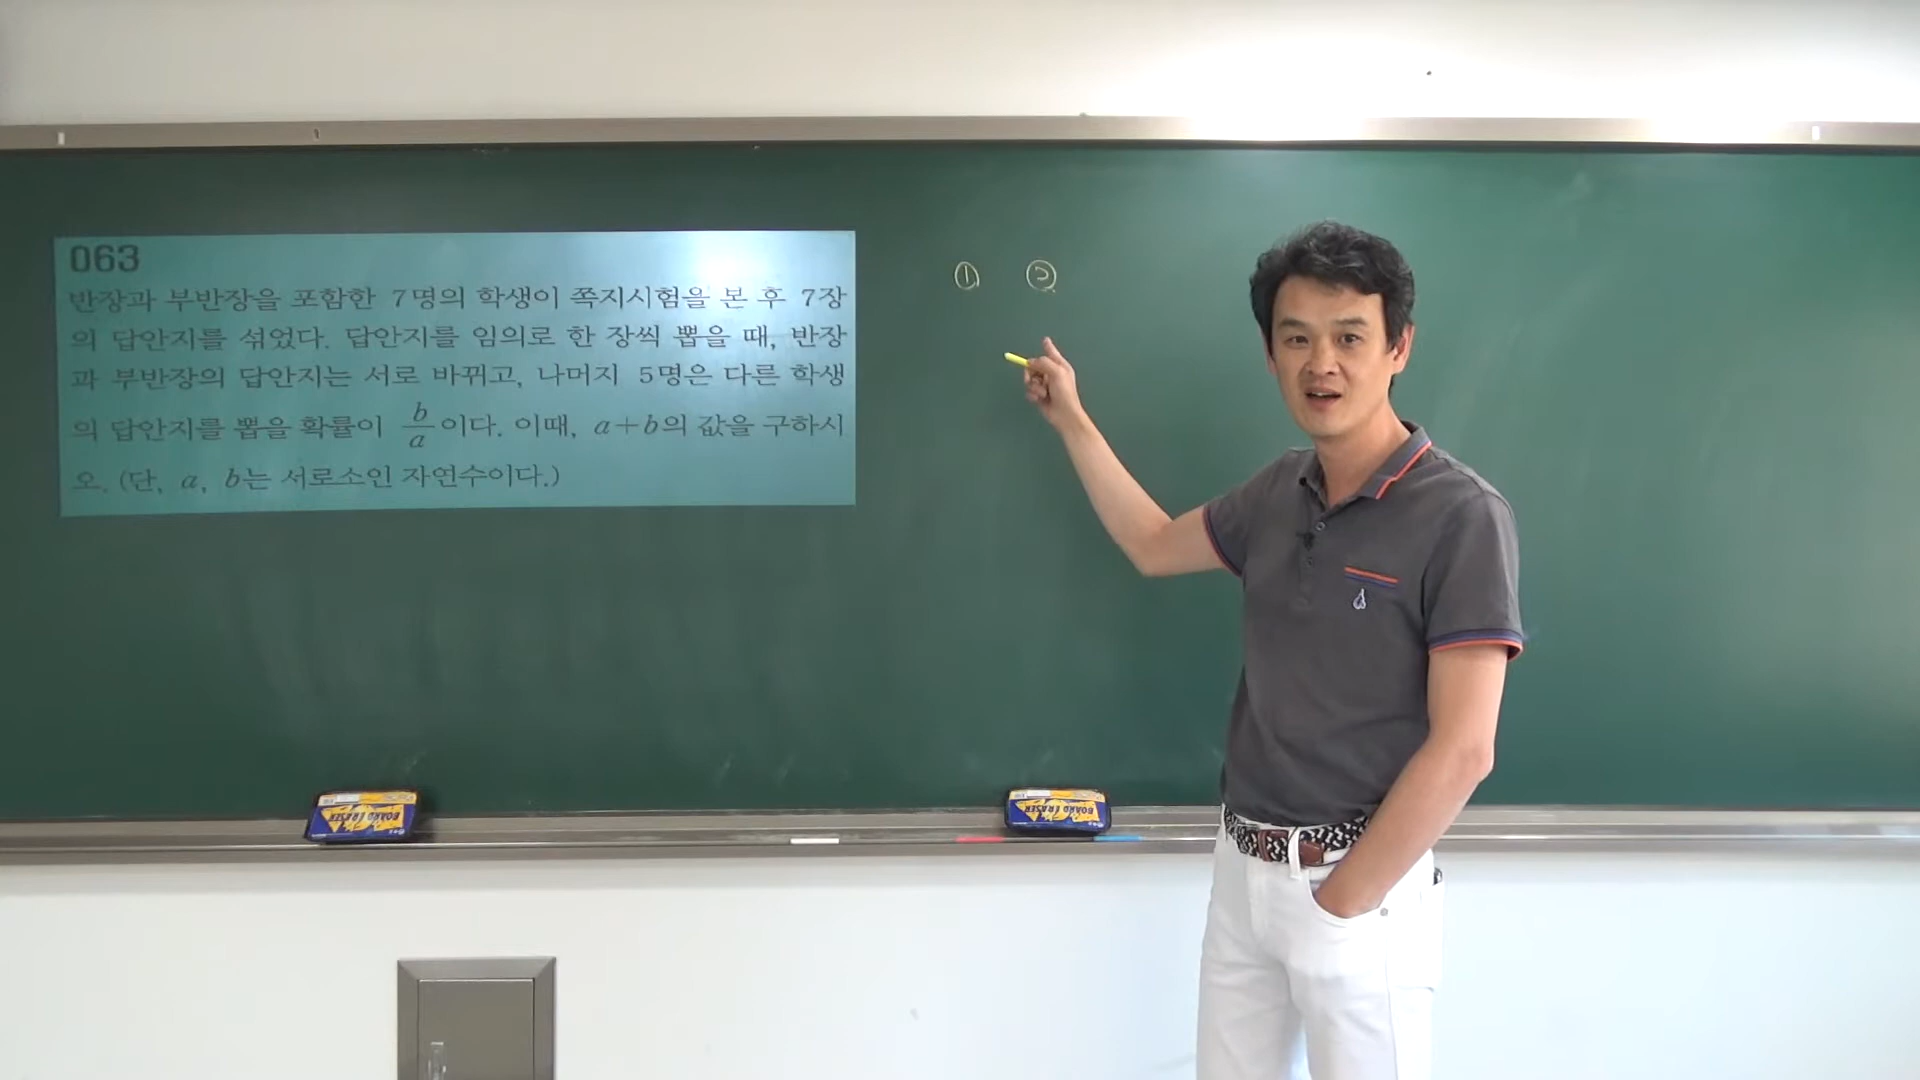 063
반장과 부반장을 포함한 7명의 학생이 쪽지시험을 본 후 7장
의 답안지를 섞었다. 답안지를 임의로 한 장씩 뽑을 때, 반장
과 부반장의 답안지는 서로 바뀌고, 나머지 5명은 다른 학생
의 답안지를 뽑을 확률이 b/a이다. 이때, a+b의 값을 구하시
오. (단, a, b는 서로소인 자연수이다.)
① ②
BOARD ERASER
BOARD ERASER